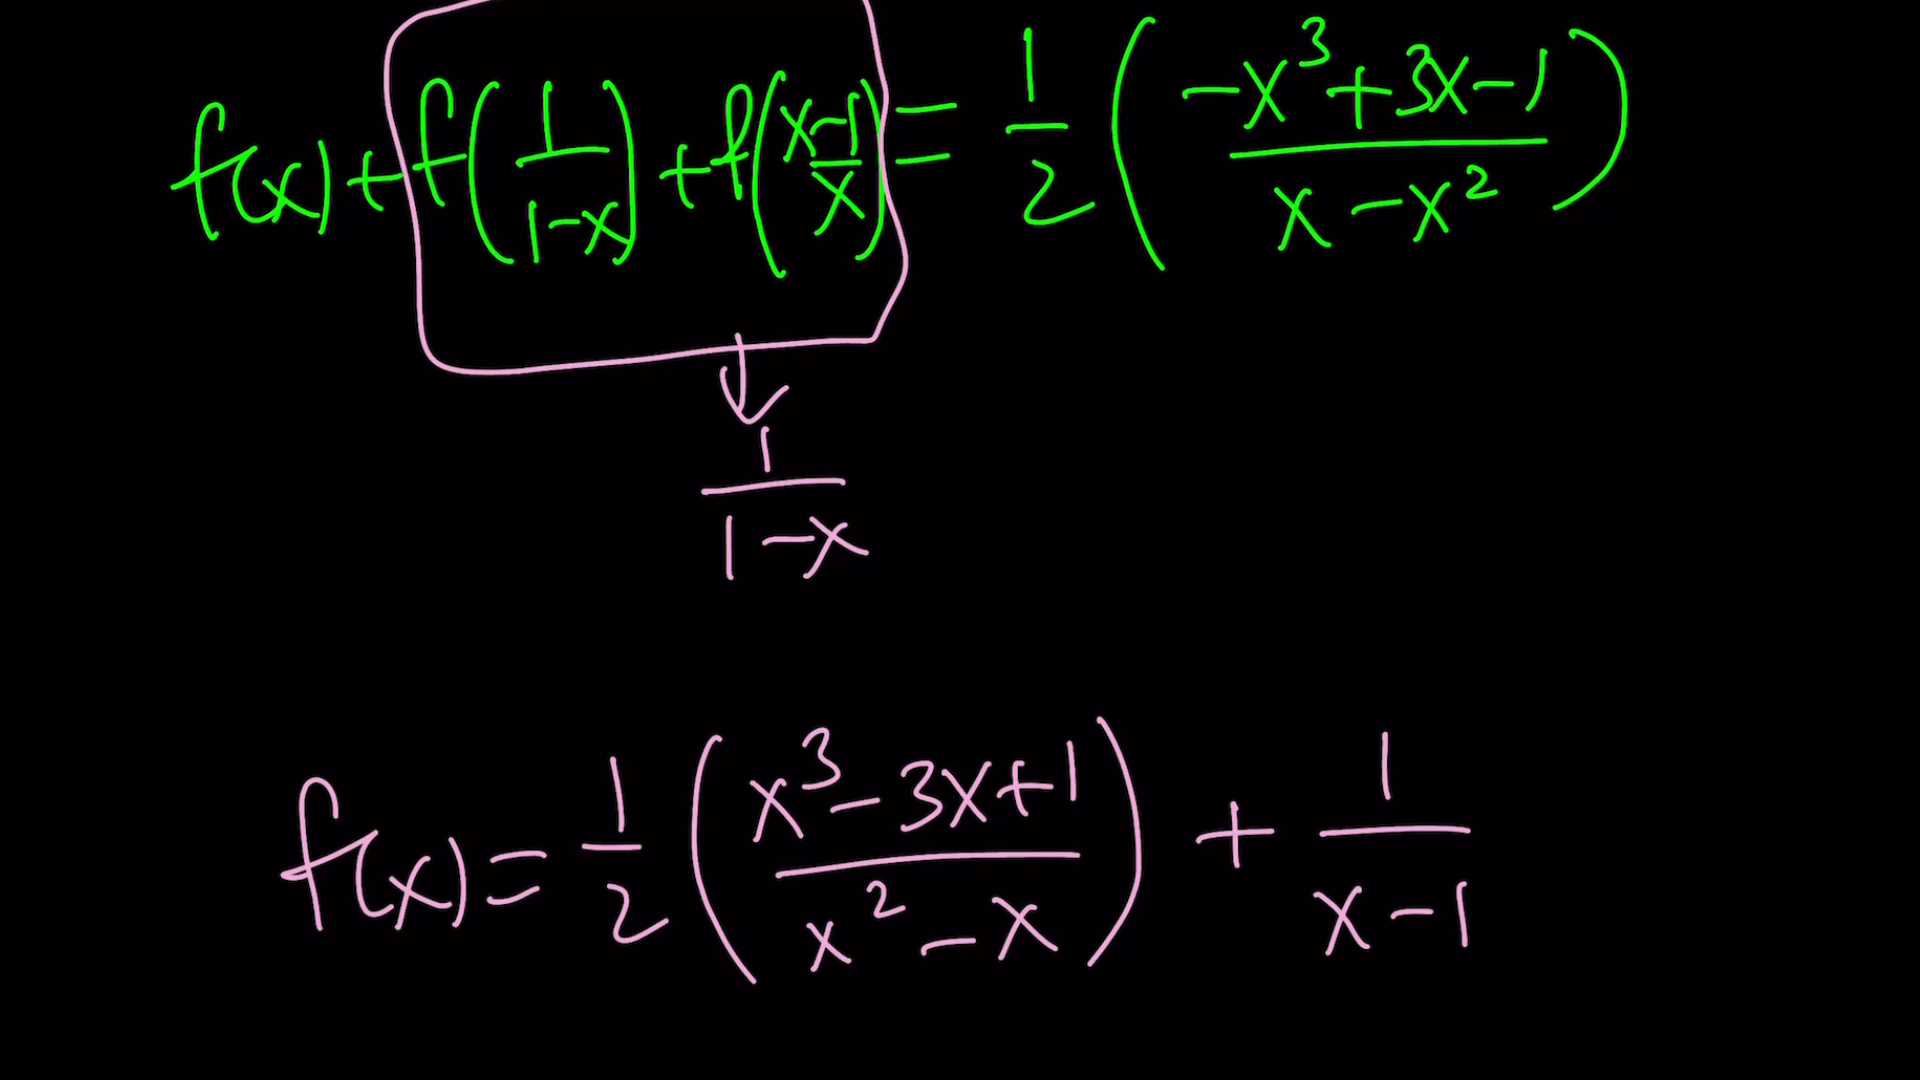 f(x) + f(1/(1-x)) + f((x-1)/x) = 1/2 ((-x³+3x-1)/(x-x²))
1/(1-x)
f(x) = 1/2 ((x³-3x+1)/(x²-x)) + 1/(x-1)